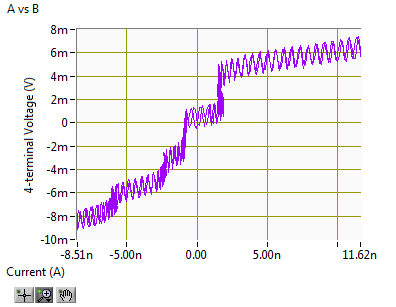 A vs B
8m
6m
4m
2m
0
-2m
-4m
-6m
-8m
-10m
4-terminal Voltage (V)
-8.51n -5.00n 0.00 5.00n 11.62n
Current (A)